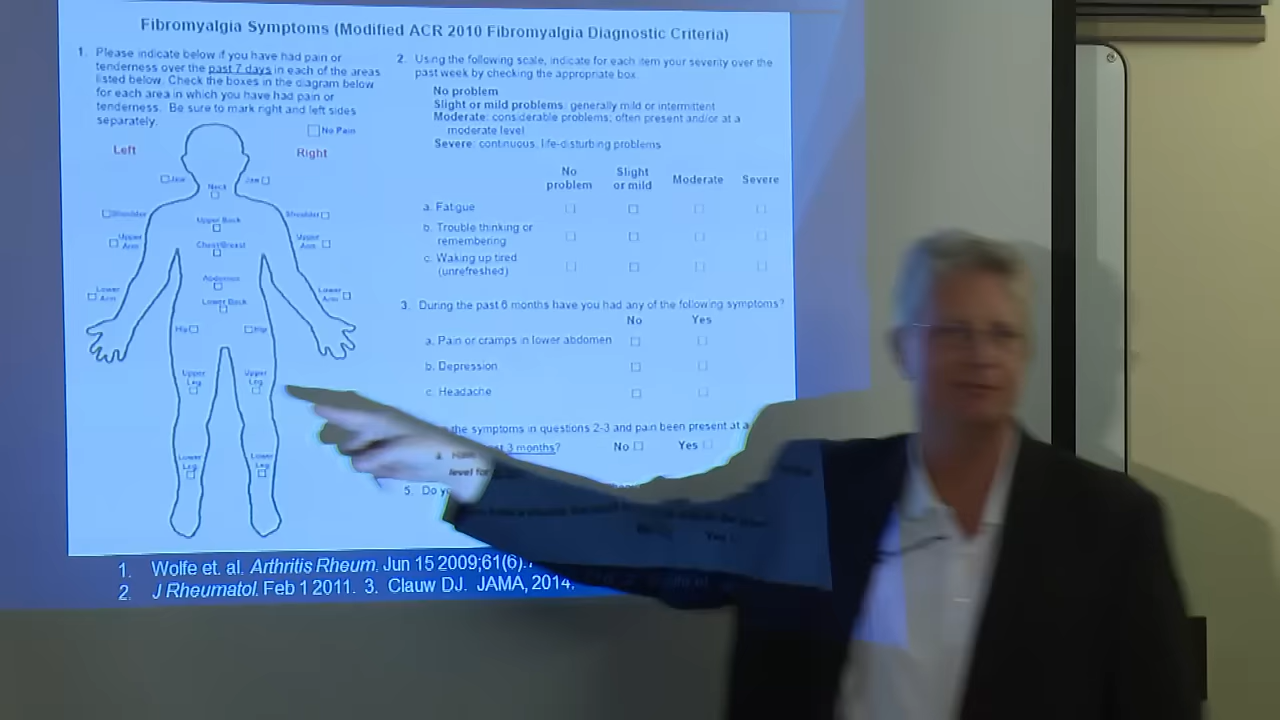 Fibromyalgia Symptoms (Modified ACR 2010 Fibromyalgia Diagnostic Criteria)
1. Please indicate below if you have had pain or
tenderness over the past 7 days in each of the areas
listed below. Check the boxes in the diagram below
for each area in which you have had pain or
tenderness. Be sure to mark right and left sides
separately.
No Pain
Left
Right
Jaw
Neck
Jaw
Shoulder
Upper Back
Shoulder
Upper
Arm
Chest/Breast
Upper
Arm
Abdomen
Lower
Arm
Lower Back
Lower
Arm
Hip
Hip
Upper
Leg
Upper
Leg
Lower
Leg
Lower
Leg
2. Using the following scale, indicate for each item your severity over the
past week by checking the appropriate box.
No problem
Slight or mild problems: generally mild or intermittent
Moderate: considerable problems; often present and/or at a
moderate level
Severe: continuous, life-disturbing problems
No
problem
Slight
or mild
Moderate
Severe
a. Fatigue
b. Trouble thinking or
remembering
c. Waking up tired
(unrefreshed)
3. During the past 6 months have you had any of the following symptoms?
No Yes
a. Pain or cramps in lower abdomen
b. Depression
c. Headache
the symptoms in questions 2-3 and pain been present at a
level for
3 months? No Yes
5. Do
1. Wolfe et. al. Arthritis Rheum. Jun 15 2009;61(6)
2. J Rheumatol. Feb 1 2011. 3. Clauw DJ. JAMA, 2014.